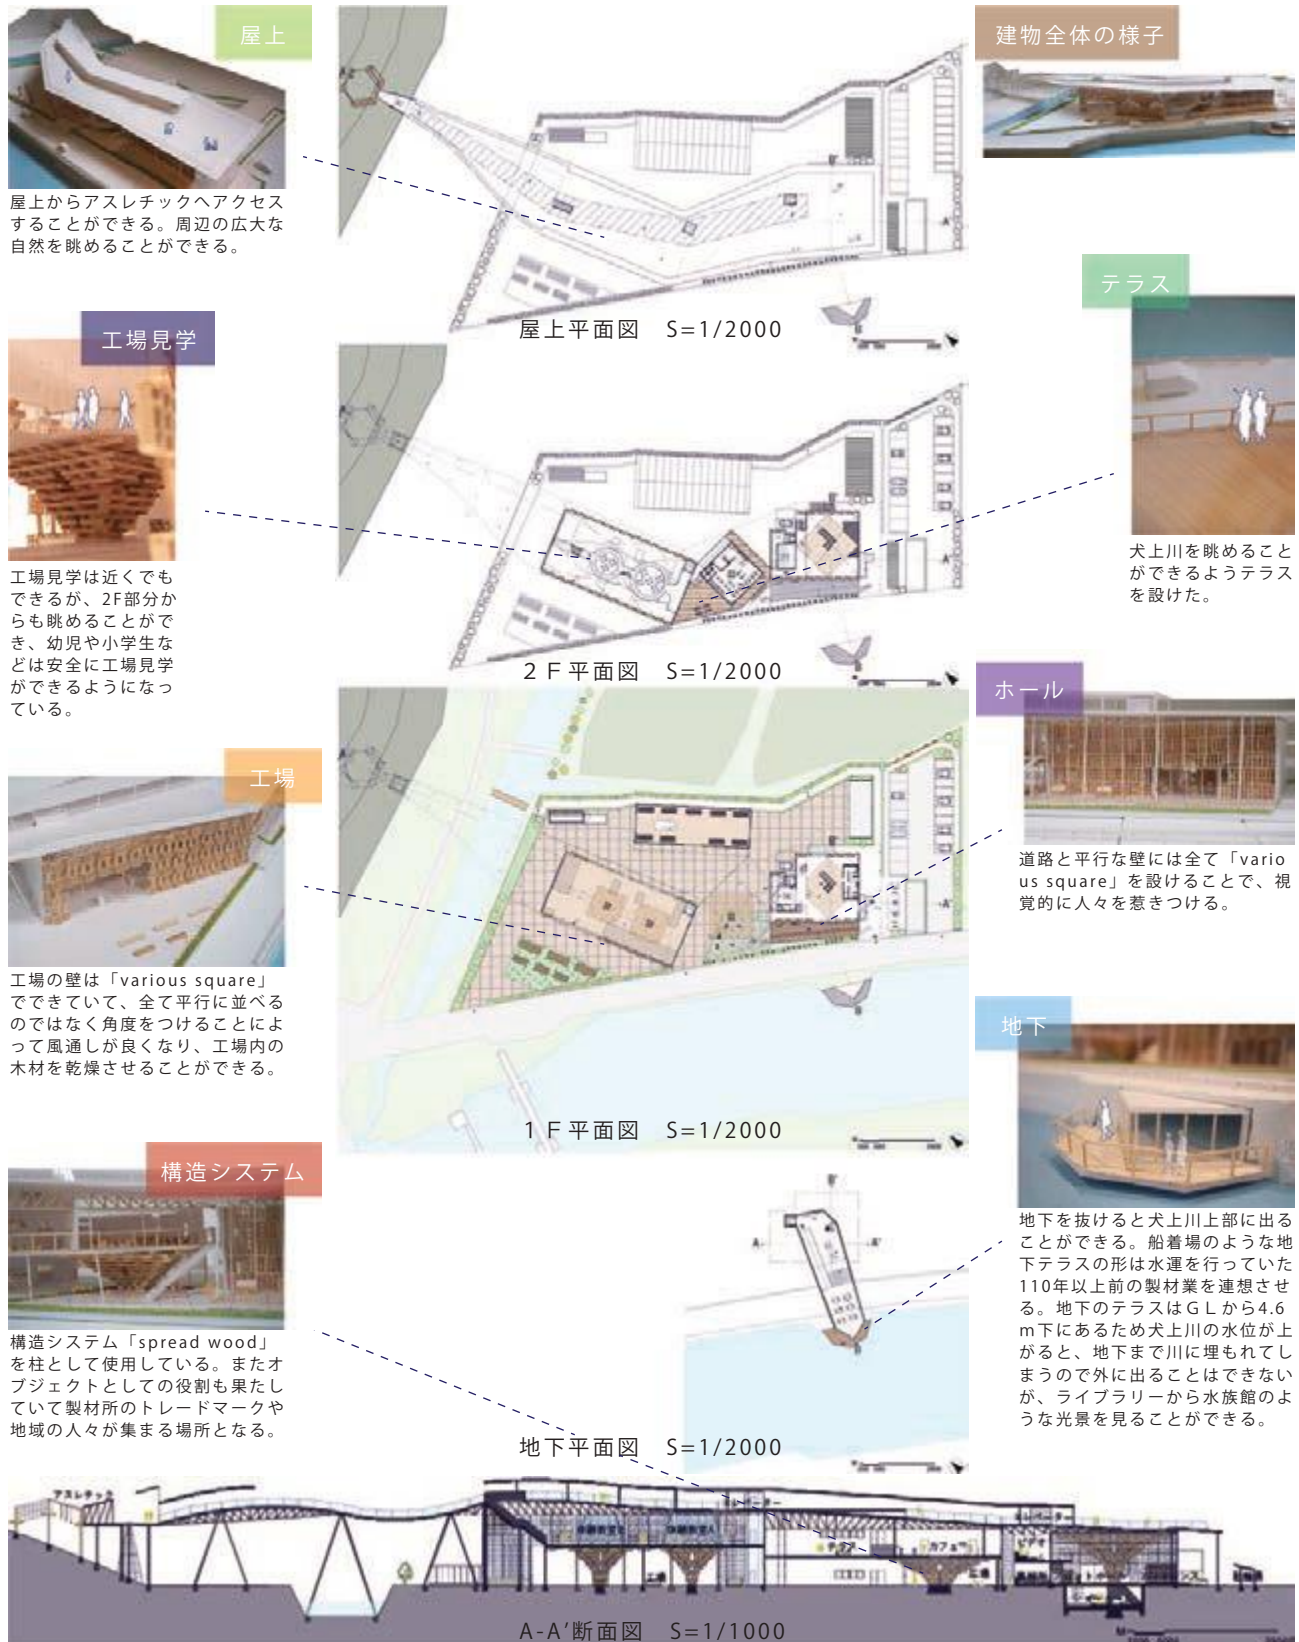 屋上
屋上からアスレチックへアクセス
することができる。周辺の広大な
自然を眺めることができる。
工場見学
工場見学は近くでも
できるが、2F部分か
らも眺めることがで
き、幼児や小学生な
どは安全に工場見学
ができるようになっ
ている。
工場
工場の壁は「various square」
でできていて、全て平行に並べる
のではなく角度をつけることによ
って風通しが良くなり、工場内の
木材を乾燥させることができる。
構造システム
構造システム「spread wood」
を柱として使用している。またオ
ブジェクトとしての役割も果たし
ていて製材所のトレードマークや
地域の人々が集まる場所となる。
屋上平面図 S=1/2000
２Ｆ平面図 S=1/2000
１Ｆ平面図 S=1/2000
B'
A
A'
地下平面図 S=1/2000
建物全体の様子
テラス
犬上川を眺めること
ができるようテラス
を設けた。
ホール
道路と平行な壁には全て「vario
us square」を設けることで、視
覚的に人々を惹きつける。
地下
地下を抜けると犬上川上部に出る
ことができる。船着場のような地
下テラスの形は水運を行っていた
110年以上前の製材業を連想させ
る。地下のテラスはＧＬから4.6
m下にあるため犬上川の水位が上
がると、地下まで川に埋もれてし
まうので外に出ることはできない
が、ライブラリーから水族館のよ
うな光景を見ることができる。
アスレチック
テラス
カフェ
工場
A-A'断面図 S=1/1000